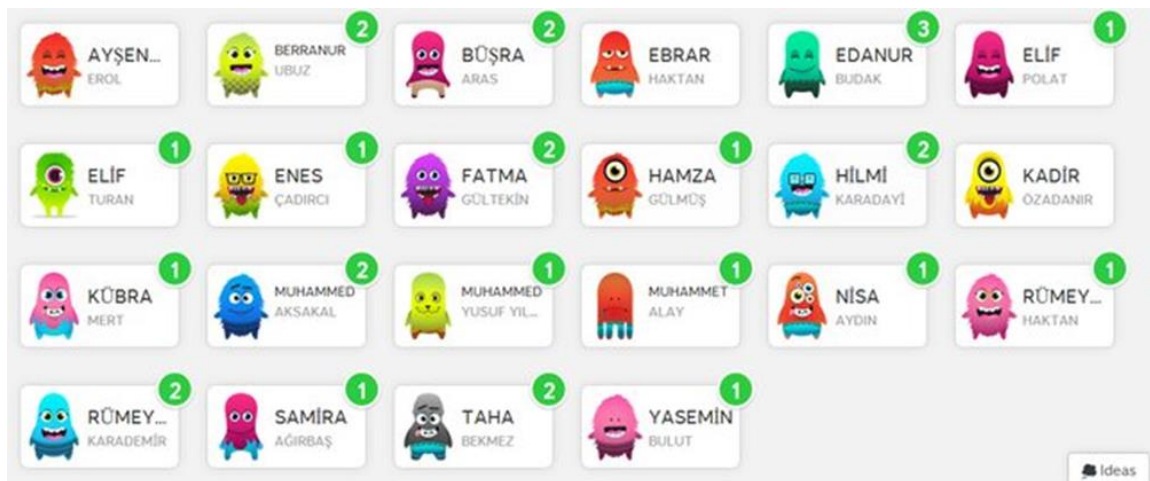 AYŞEN...
EROL
2
BERRANUR
UBUZ
2
BÜŞRA
ARAS
EBRAR
HAKTAN
3
EDANUR
BUDAK
1
ELİF
POLAT
1
ELİF
TURAN
1
ENES
ÇADIRCI
2
FATMA
GÜLTEKİN
1
HAMZA
GÜLMÜŞ
2
HİLMİ
KARADAYİ
KADİR
ÖZADANIR
1
KÜBRA
MERT
2
MUHAMMED
AKSAKAL
1
MUHAMMED
YUSUF YIL...
1
MUHAMMET
ALAY
1
NİSA
AYDIN
1
RÜMEY...
HAKTAN
2
RÜMEY...
KARADEMİR
1
SAMİRA
AĞIRBAŞ
2
TAHA
BEKMEZ
1
YASEMİN
BULUT
Ideas